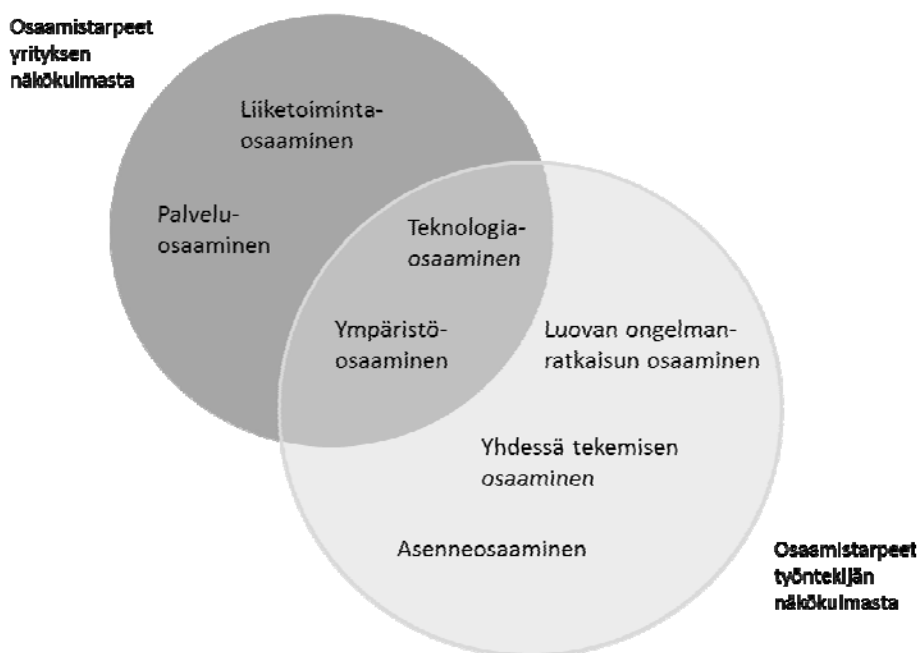 Osaamistarpeet
yrityksen
näkökulmasta
Liiketoiminta-
osaaminen
Palvelu-
osaaminen
Teknologia-
osaaminen
Ympäristö-
osaaminen
Luovan ongelman-
ratkaisun osaaminen
Yhdessä tekemisen
osaaminen
Asenneosaaminen
Osaamistarpeet
työntekijän
näkökulmasta